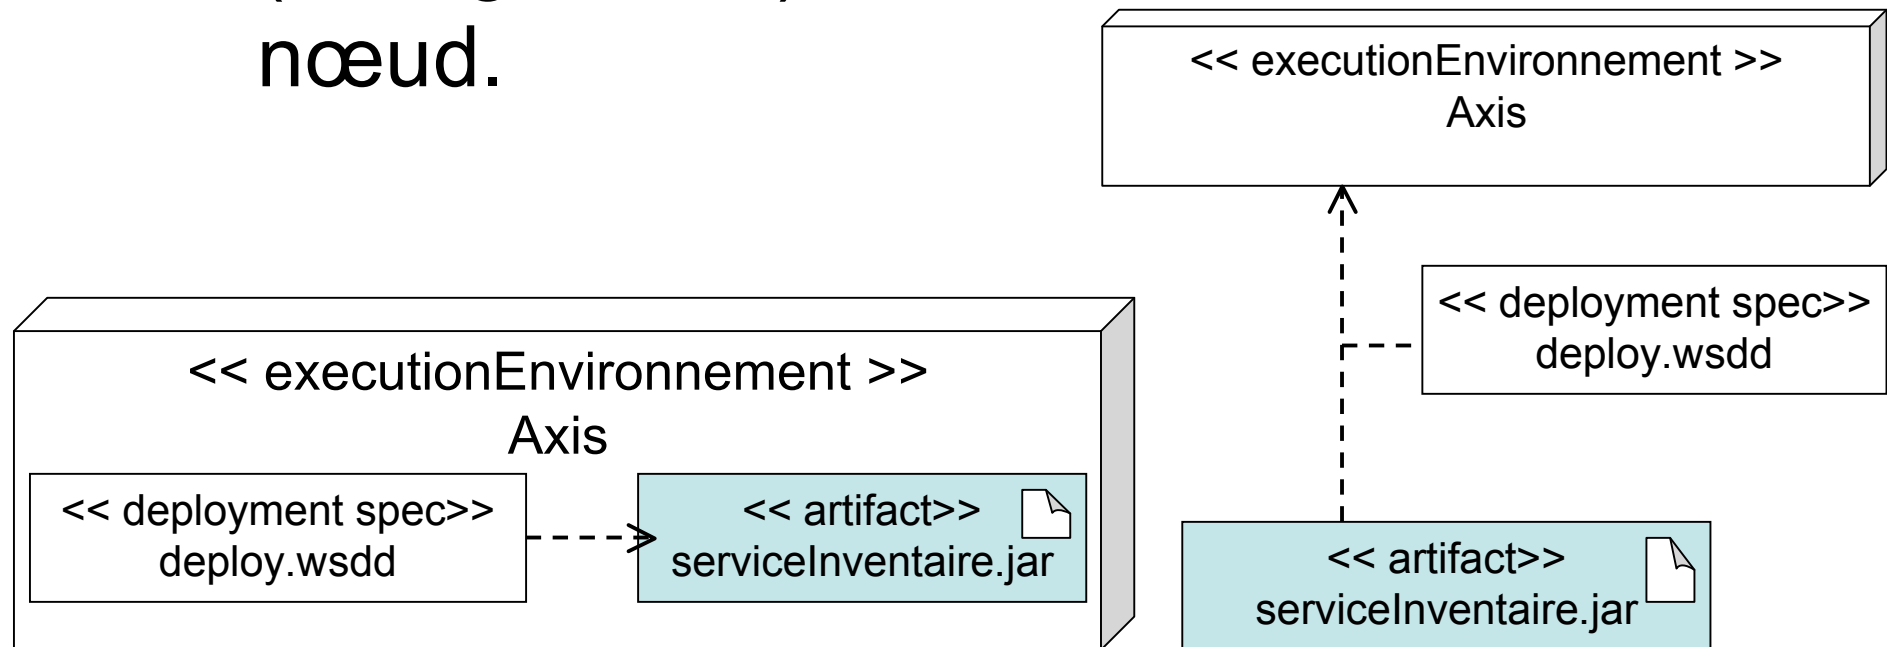 nœud.
<< executionEnvironnement >>
Axis
<< deployment spec>>
deploy.wsdd
<< artifact>>
serviceInventaire.jar
<< executionEnvironnement >>
Axis
<< deployment spec>>
deploy.wsdd
<< artifact>>
serviceInventaire.jar